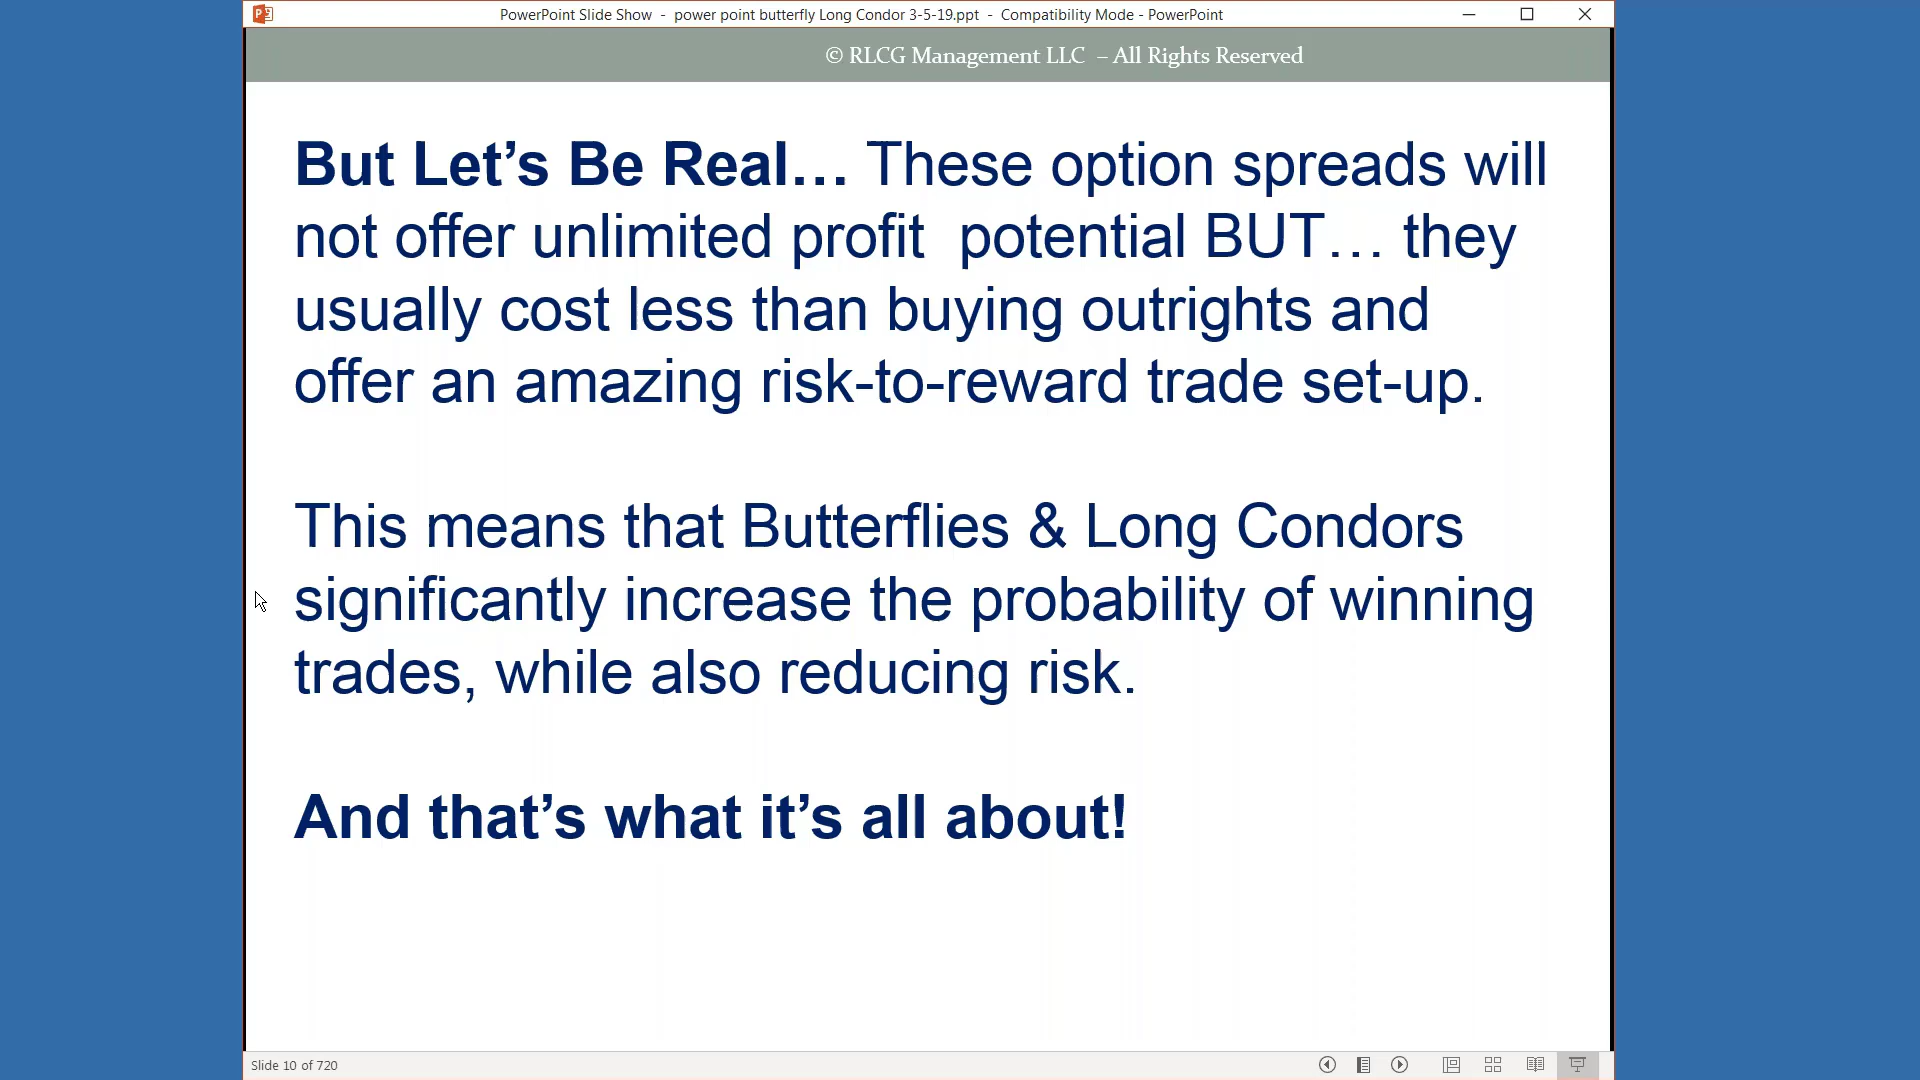 PowerPoint Slide Show - power point butterfly Long Condor 3-5-19.ppt - Compatibility Mode - PowerPoint
© RLCG Management LLC – All Rights Reserved
But Let’s Be Real… These option spreads will
not offer unlimited profit potential BUT… they
usually cost less than buying outrights and
offer an amazing risk-to-reward trade set-up.
This means that Butterflies & Long Condors
significantly increase the probability of winning
trades, while also reducing risk.
And that’s what it’s all about!
Slide 10 of 720